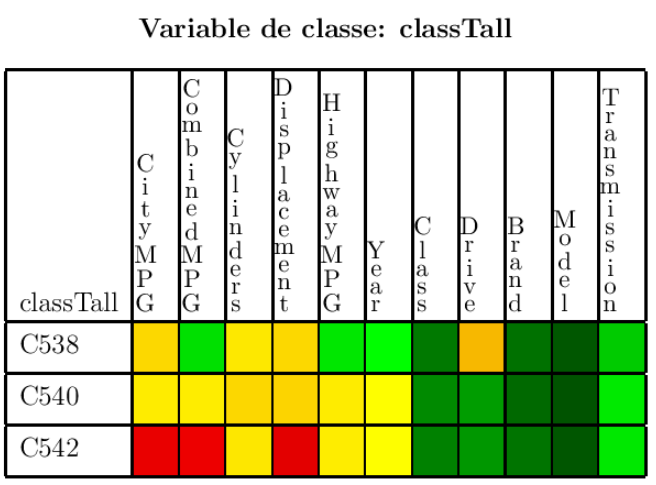 Variable de classe: classTall
classTall
CityMPG
CombinedMPG
Cylinders
Displacement
HighwayMPG
Year
Class
Drive
Brand
Model
Transmission
C538
C540
C542